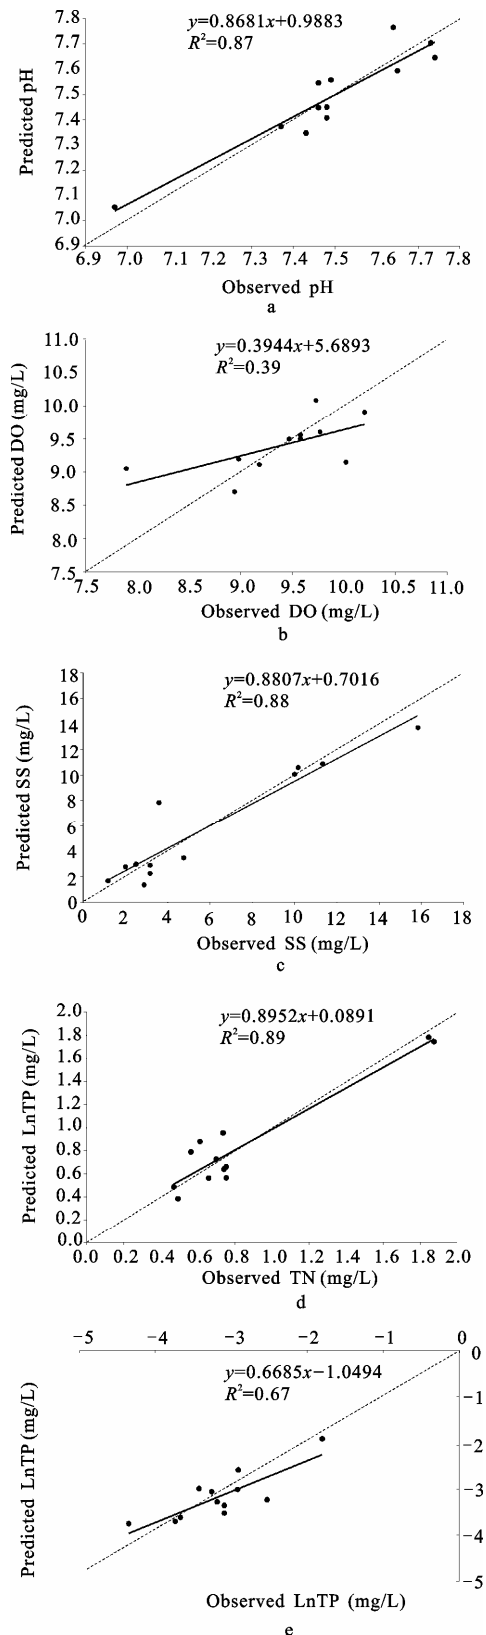 y=0.8681x+0.9883
R²=0.87
Predicted pH
7.8
7.7
7.6
7.5
7.4
7.3
7.2
7.1
7.0
6.9
6.9 7.0 7.1 7.2 7.3 7.4 7.5 7.6 7.7 7.8
Observed pH
a
y=0.3944x+5.6893
R²=0.39
Predicted DO (mg/L)
11.0
10.5
10.0
9.5
9.0
8.5
8.0
7.5
7.5 8.0 8.5 9.0 9.5 10.0 10.5 11.0
Observed DO (mg/L)
b
y=0.8807x+0.7016
R²=0.88
Predicted SS (mg/L)
18
16
14
12
10
8
6
4
2
0
0 2 4 6 8 10 12 14 16 18
Observed SS (mg/L)
c
y=0.8952x+0.0891
R²=0.89
Predicted LnTP (mg/L)
2.0
1.8
1.6
1.4
1.2
1.0
0.8
0.6
0.4
0.2
0.0
0.0 0.2 0.4 0.6 0.8 1.0 1.2 1.4 1.6 1.8 2.0
Observed TN (mg/L)
d
−5 −4 −3 −2 −1 0
y=0.6685x−1.0494
R²=0.67
Predicted LnTP (mg/L)
0
−1
−2
−3
−4
−5
Observed LnTP (mg/L)
e